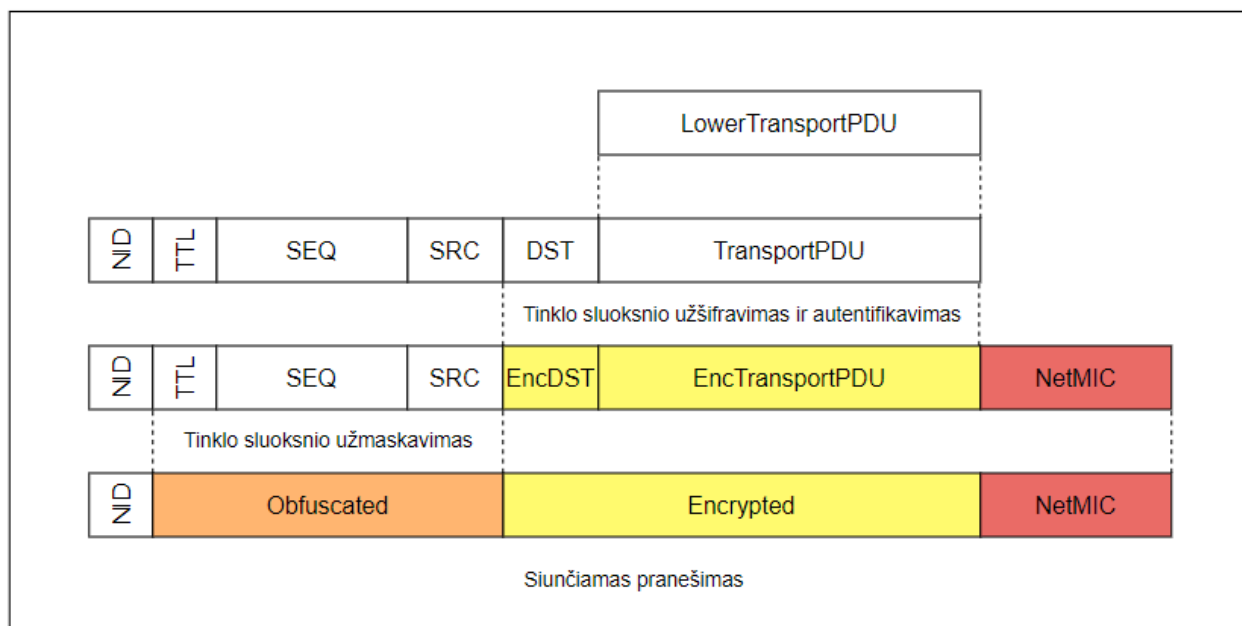 LowerTransportPDU
NID TTL SEQ SRC DST TransportPDU
Tinklo sluoksnio užšifravimas ir autentifikavimas
NID TTL SEQ SRC EncDST EncTransportPDU NetMIC
Tinklo sluoksnio užmaskavimas
NID Obfuscated Encrypted NetMIC
Siunčiamas pranešimas